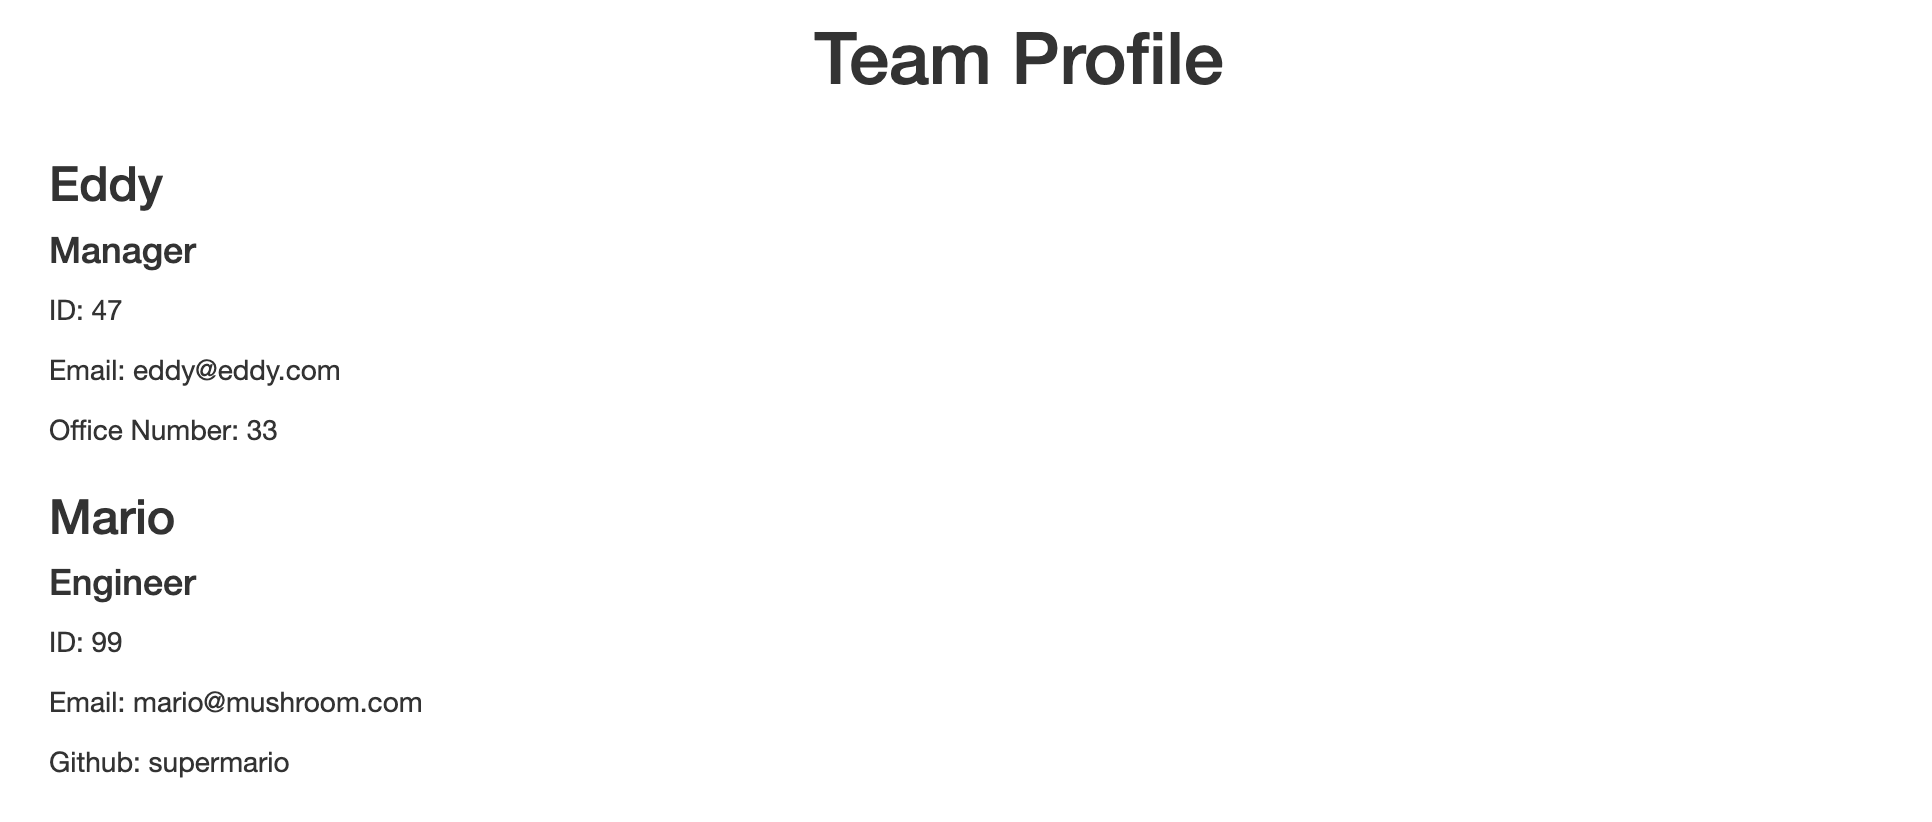 Team Profile
Eddy
Manager
ID: 47
Email: eddy@eddy.com
Office Number: 33
Mario
Engineer
ID: 99
Email: mario@mushroom.com
Github: supermario